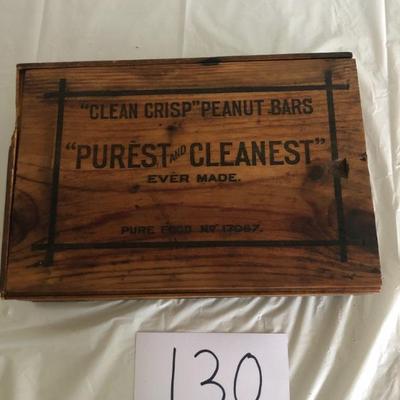 "CLEAN CRISP" PEANUT BARS
"PUREST AND CLEANEST"
EVER MADE.
PURE FOOD NO 17067.
130